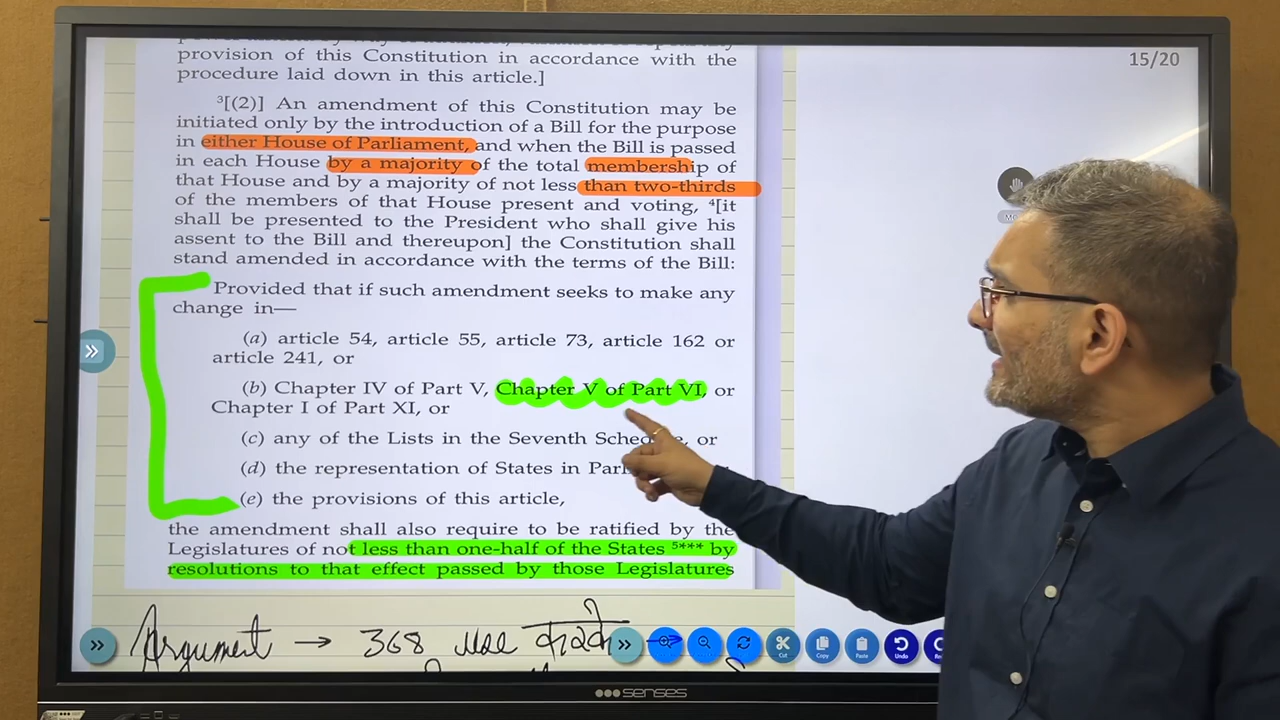 15/20
provision of this Constitution in accordance with the
procedure laid down in this article.]
³[(2)] An amendment of this Constitution may be
initiated only by the introduction of a Bill for the purpose
in either House of Parliament, and when the Bill is passed
in each House by a majority of the total membership of
that House and by a majority of not less than two-thirds
of the members of that House present and voting, ⁴[it
shall be presented to the President who shall give his
assent to the Bill and thereupon] the Constitution shall
stand amended in accordance with the terms of the Bill:
Provided that if such amendment seeks to make any
change in—
(a) article 54, article 55, article 73, article 162 or
article 241, or
(b) Chapter IV of Part V, Chapter V of Part VI, or
Chapter I of Part XI, or
(c) any of the Lists in the Seventh Schedule, or
(d) the representation of States in
(e) the provisions of this article,
the amendment shall also require to be ratified by the
Legislatures of not less than one-half of the States ⁵*** by
resolutions to that effect passed by those Legislatures
Argument → 368 use करके
Cut Copy Paste Undo
senses